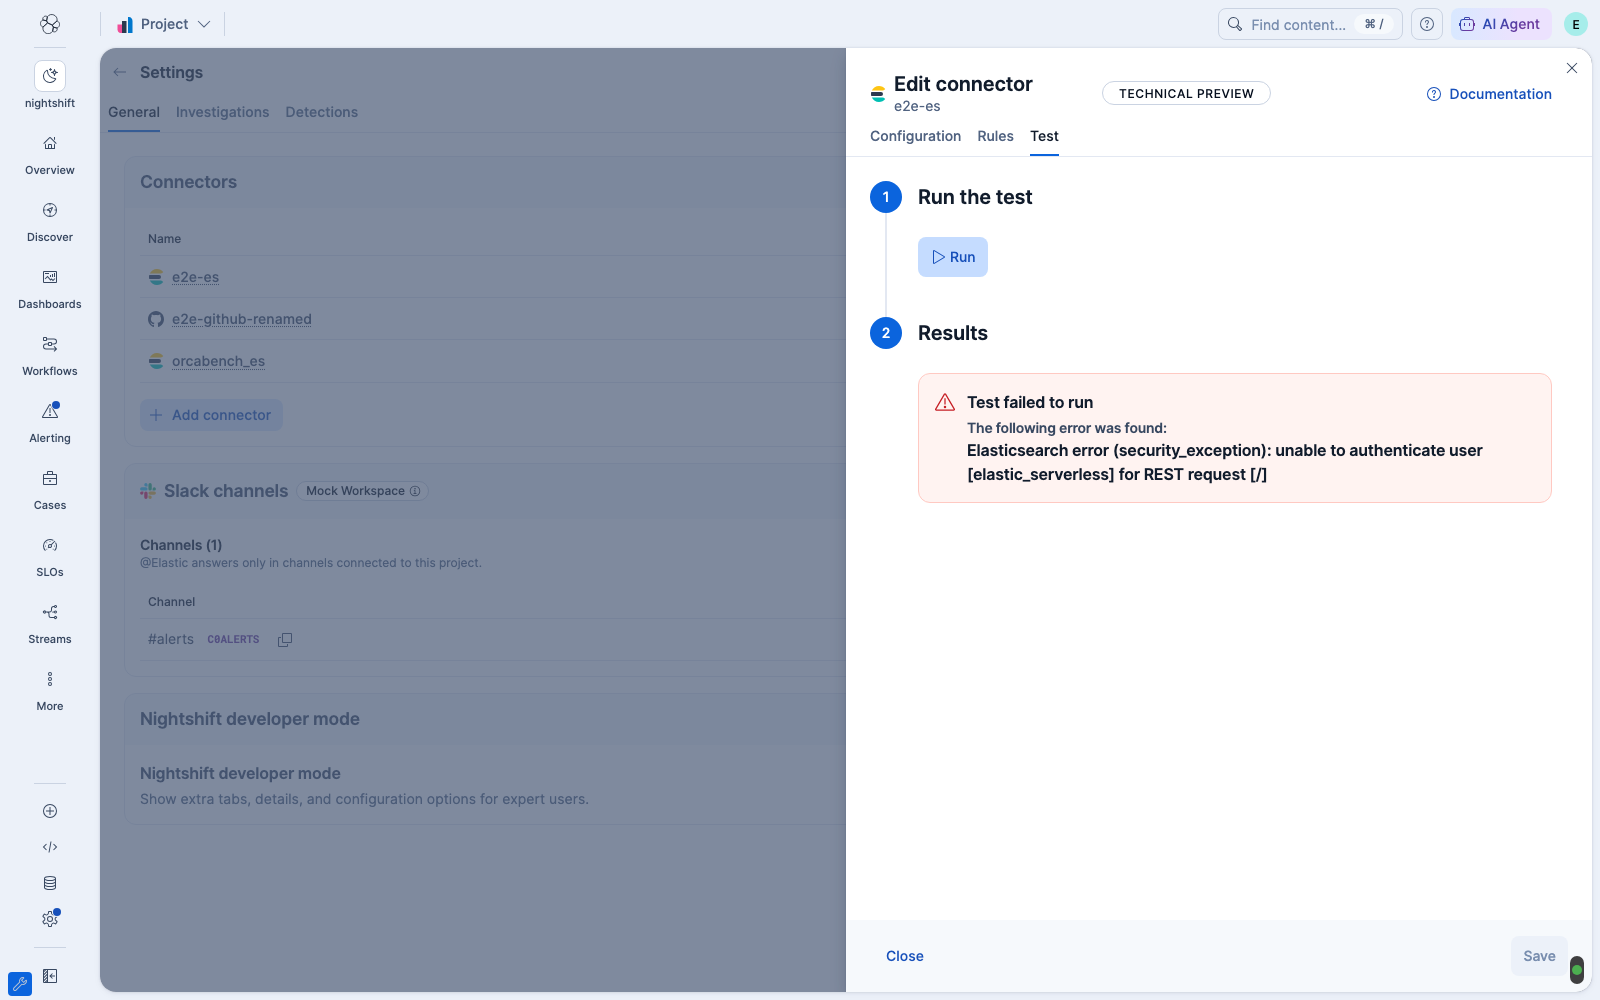 Project
Find content...
⌘ /
AI Agent
E
nightshift
Overview
Discover
Dashboards
Workflows
Alerting
Cases
SLOs
Streams
More
Settings
General
Investigations
Detections
Connectors
Name
e2e-es
e2e-github-renamed
orcabench_es
Add connector
Slack channels
Mock Workspace
Channels (1)
@Elastic answers only in channels connected to this project.
Channel
#alerts
C0ALERTS
Nightshift developer mode
Nightshift developer mode
Show extra tabs, details, and configuration options for expert users.
Edit connector
e2e-es
TECHNICAL PREVIEW
Documentation
Configuration
Rules
Test
1
Run the test
Run
2
Results
Test failed to run
The following error was found:
Elasticsearch error (security_exception): unable to authenticate user
[elastic_serverless] for REST request [/]
Close
Save